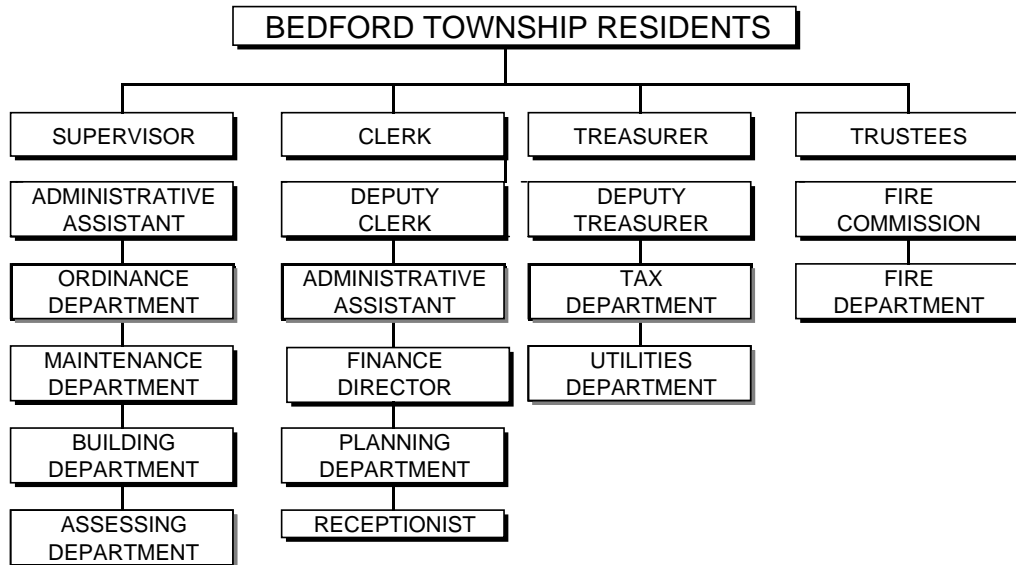 BEDFORD TOWNSHIP RESIDENTS
SUPERVISOR
ADMINISTRATIVE
ASSISTANT
ORDINANCE
DEPARTMENT
MAINTENANCE
DEPARTMENT
BUILDING
DEPARTMENT
ASSESSING
DEPARTMENT
CLERK
DEPUTY
CLERK
ADMINISTRATIVE
ASSISTANT
FINANCE
DIRECTOR
PLANNING
DEPARTMENT
RECEPTIONIST
TREASURER
DEPUTY
TREASURER
TAX
DEPARTMENT
UTILITIES
DEPARTMENT
TRUSTEES
FIRE
COMMISSION
FIRE
DEPARTMENT